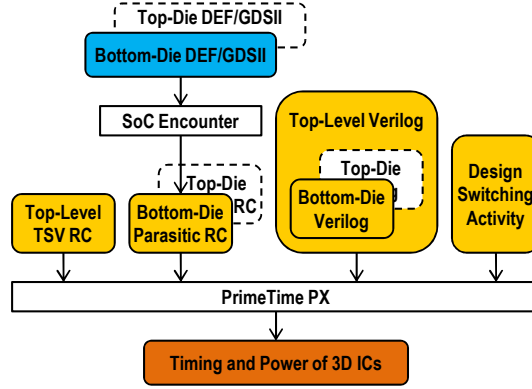 Top-Die DEF/GDSII
Bottom-Die DEF/GDSII
SoC Encounter
Top-Level Verilog
Top-Die
Top-Die
RC
Design
Switching
Activity
Top-Level
TSV RC
Bottom-Die
Parasitic RC
Bottom-Die
Verilog
PrimeTime PX
Timing and Power of 3D ICs